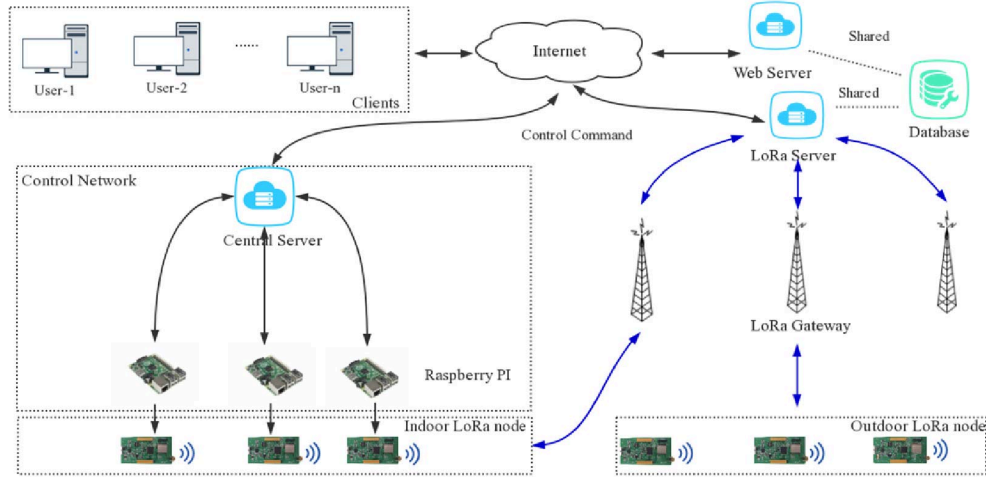 User-1
User-2
......
User-n
Clients
Internet
Web Server
Shared
Shared
Database
LoRa Server
Control Command
Control Network
Central Server
Raspberry PI
LoRa Gateway
Indoor LoRa node
Outdoor LoRa node